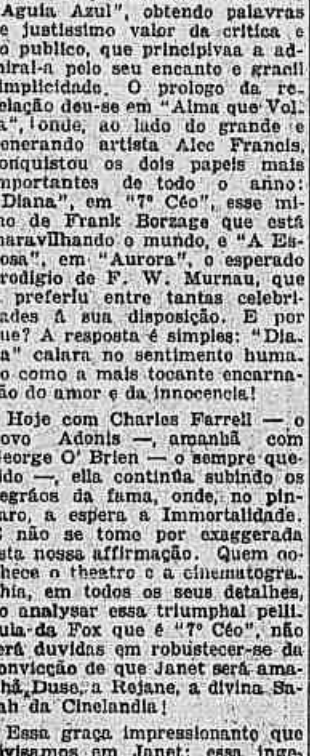 Aguia Azul", obtendo palavras
e justissimo valor da critica e
o publico, que principivaa a ad-
niral-a pelo seu encanto e gracil
implicidade. O prologo da re-
elação deu-se em "Alma que Vol-
a", onde, ao lado do grande e
enerando artista Alec Francis,
onquistou os dois papeis mais
mportantes de todo o anno:
Diana", em "7º Céo", esse mi-
no de Frank Borzage que está
naravilhando o mundo, e "A Es-
osa", em "Aurora", o esperado
rodigio de F. W. Murnau, que
a preferiu entre tantas celebri-
ades á sua disposição. E por
ue? A resposta é simples: "Dia-
a" calara no sentimento huma-
o como a mais tocante encarna-
ão do amor e da innocencia!
Hoje com Charles Farrell — o
ovo Adonis —, amanhã com
eorge O' Brien — o sempre que-
ido —, ella continúa subindo os
egráos da fama, onde, no pin-
aro, a espera a Immortalidade.
E não se tome por exaggerada
sta nossa affirmação. Quem co-
hece o theatro e a cinematogra-
hia, em todos os seus detalhes,
o analysar essa triumphal pelli-
ula da Fox que é "7º Céo", não
erá duvidas em robustecer-se da
onvicção de que Janet será ama-
hã, Duse, a Rejane, a divina Sa-
ah da Cinelandia!
Essa graça impressionante que
ivisamos em Janet; essa inge-